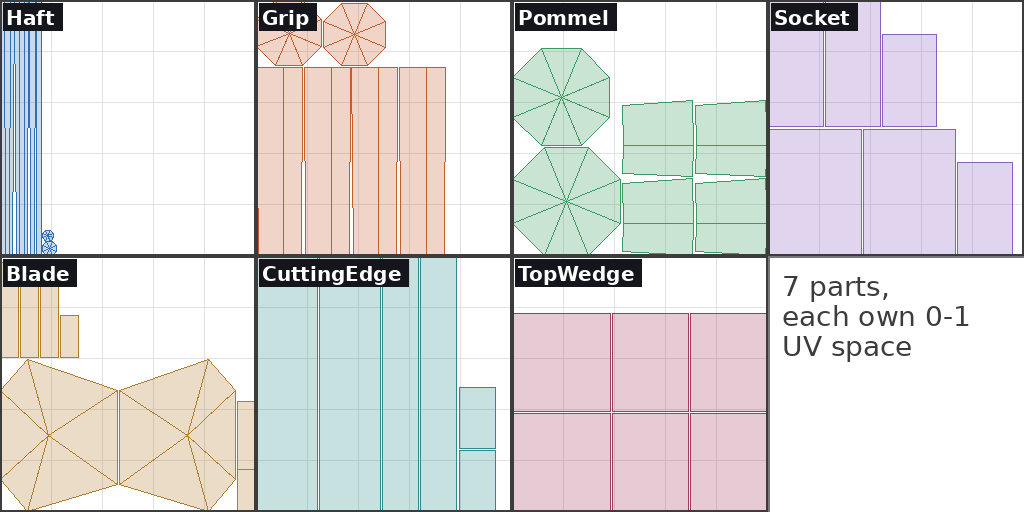 Haft
Grip
Pommel
Socket
Blade
CuttingEdge
TopWedge
7 parts,
each own 0-1
UV space